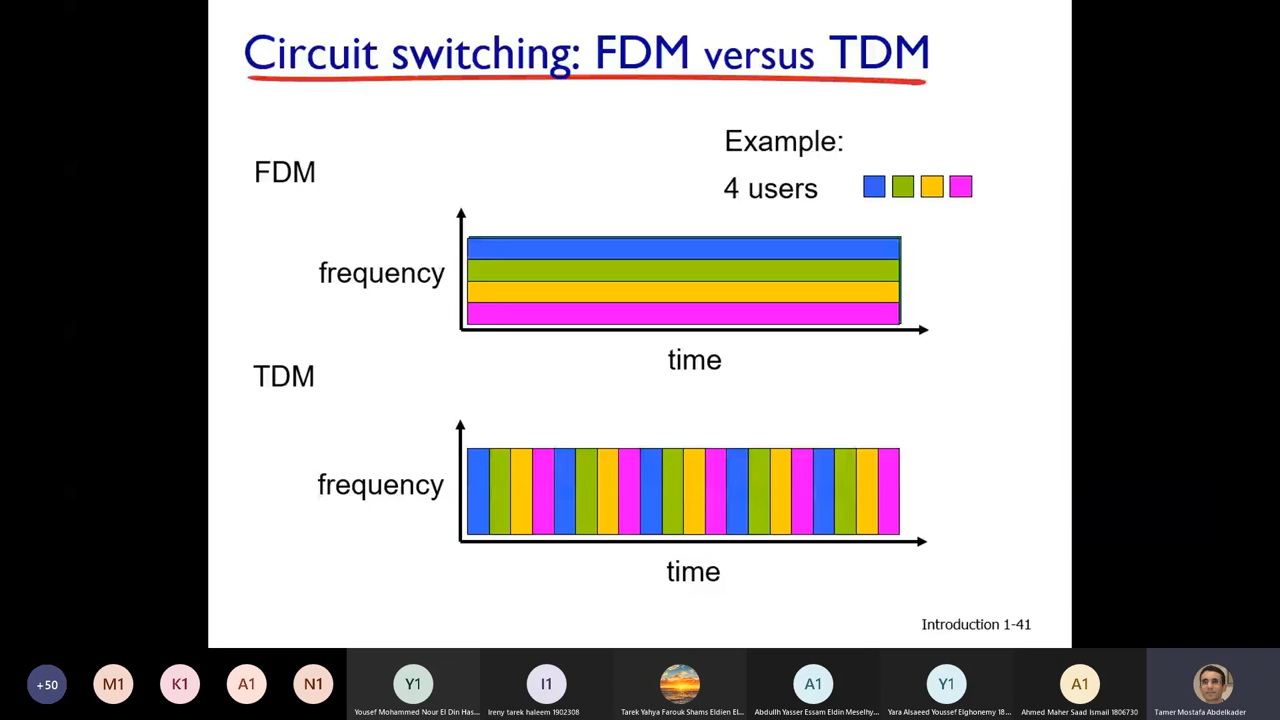 Circuit switching: FDM versus TDM
Example:
FDM
4 users
frequency
time
TDM
frequency
time
Introduction 1-41
+50
M1
K1
A1
N1
Y1
I1
A1
Y1
A1
Yousef Mohammed Nour El Din Has...
Ireny tarek haleem 1902308
Tarek Yahya Farouk Shams Eldien El...
Abdullh Yasser Essam Eldin Meselhy...
Yara Alsaeed Youssef Elghonemy 18...
Ahmed Maher Saad Ismail 1806730
Tamer Mostafa Abdelkader